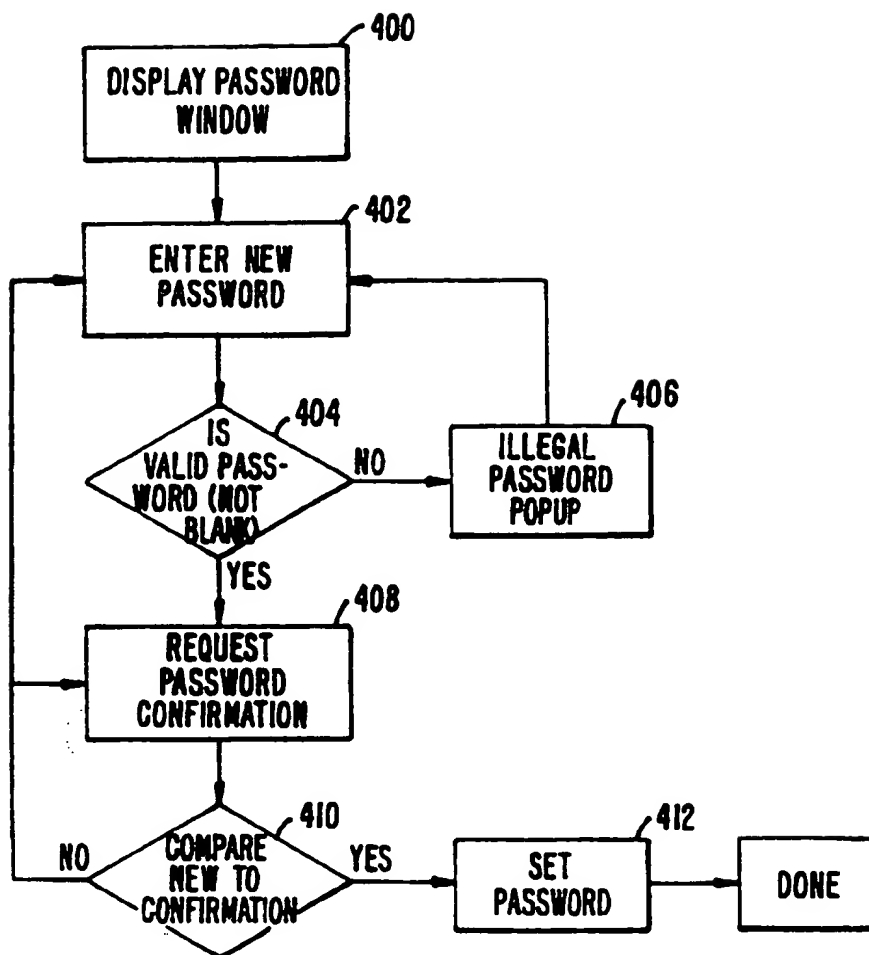 400
DISPLAY PASSWORD
WINDOW
402
ENTER NEW
PASSWORD
404
IS
VALID PASS-
WORD (NOT
BLANK)
NO
406
ILLEGAL
PASSWORD
POPUP
YES
408
REQUEST
PASSWORD
CONFIRMATION
410
NO
COMPARE
NEW TO
CONFIRMATION
YES
412
SET
PASSWORD
DONE